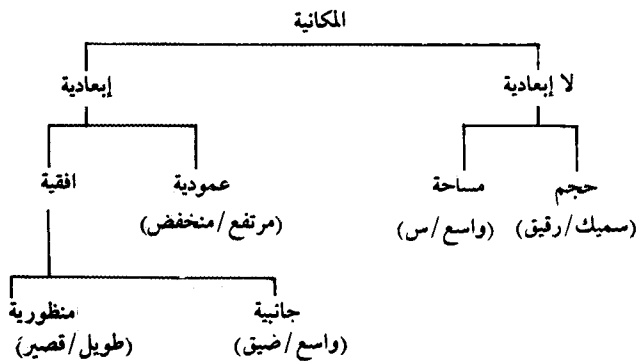 المكانية
لا إبعادية إبعادية
حجم مساحة عمودية افقية
(سميك/رقيق) (واسع/س) (مرتفع/منخفض)
جانبية منظورية
(واسع/ضيق) (طويل/قصير)